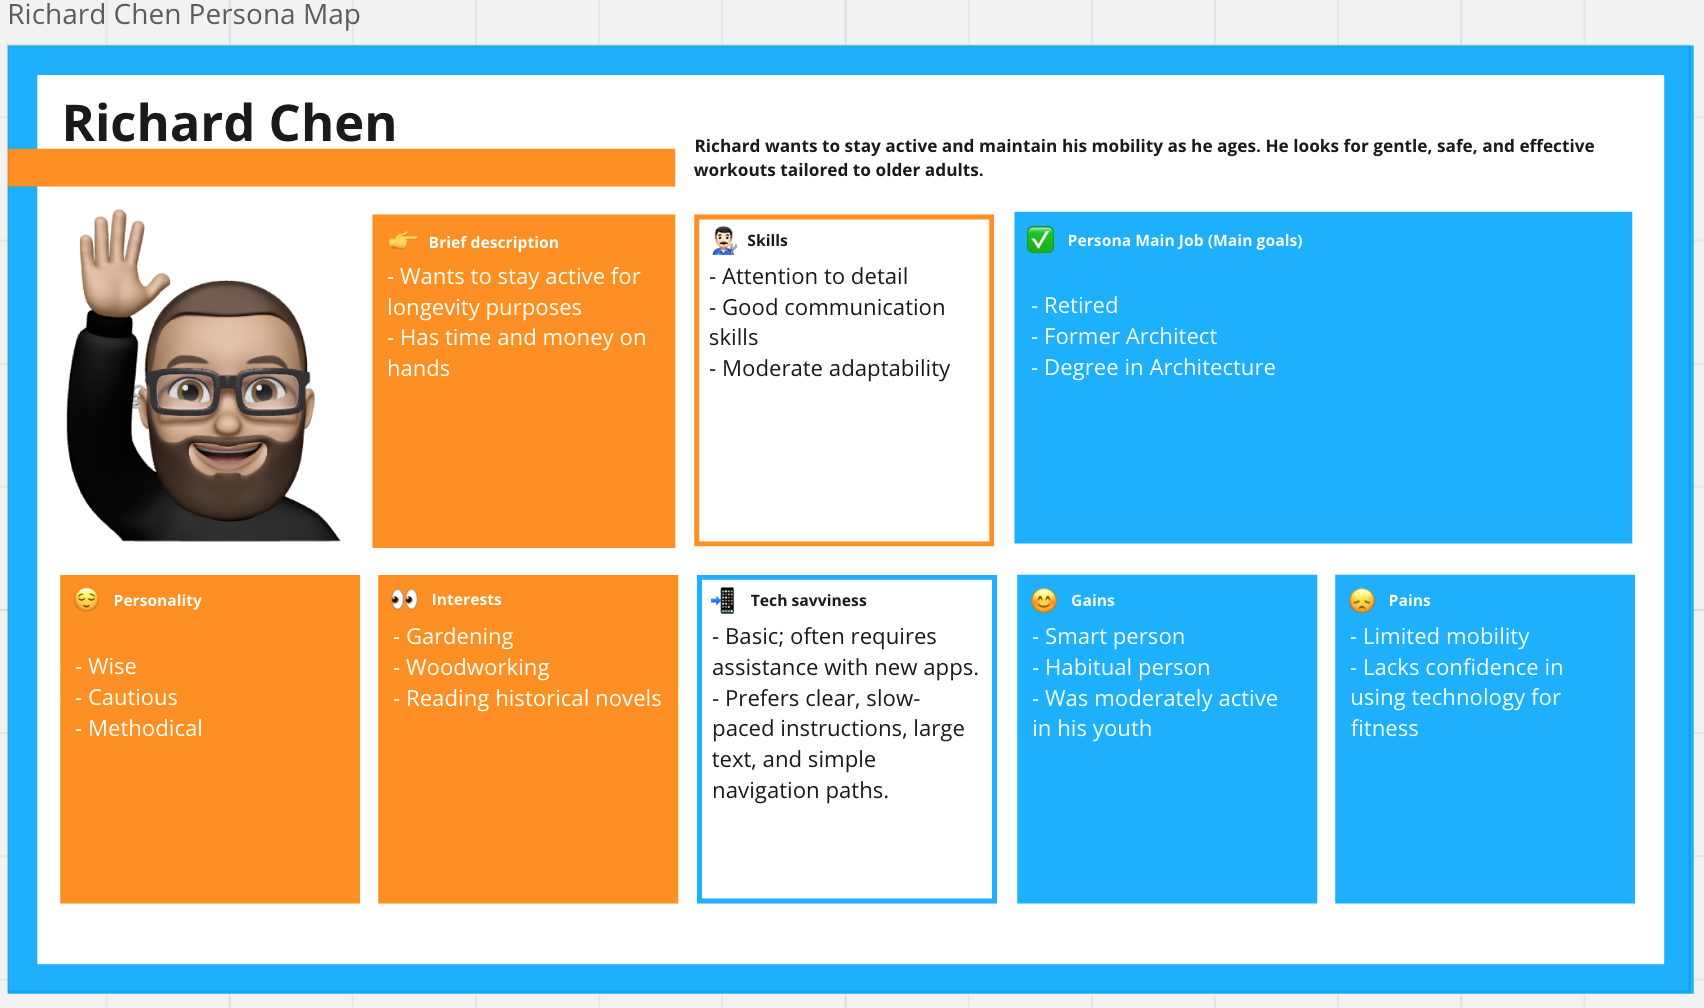 Richard Chen Persona Map
Richard Chen
Richard wants to stay active and maintain his mobility as he ages. He looks for gentle, safe, and effective
workouts tailored to older adults.
Brief description
- Wants to stay active for
longevity purposes
- Has time and money on
hands
Skills
- Attention to detail
- Good communication
skills
- Moderate adaptability
Persona Main Job (Main goals)
- Retired
- Former Architect
- Degree in Architecture
Personality
- Wise
- Cautious
- Methodical
Interests
- Gardening
- Woodworking
- Reading historical novels
Tech savviness
- Basic; often requires
assistance with new apps.
- Prefers clear, slow-
paced instructions, large
text, and simple
navigation paths.
Gains
- Smart person
- Habitual person
- Was moderately active
in his youth
Pains
- Limited mobility
- Lacks confidence in
using technology for
fitness